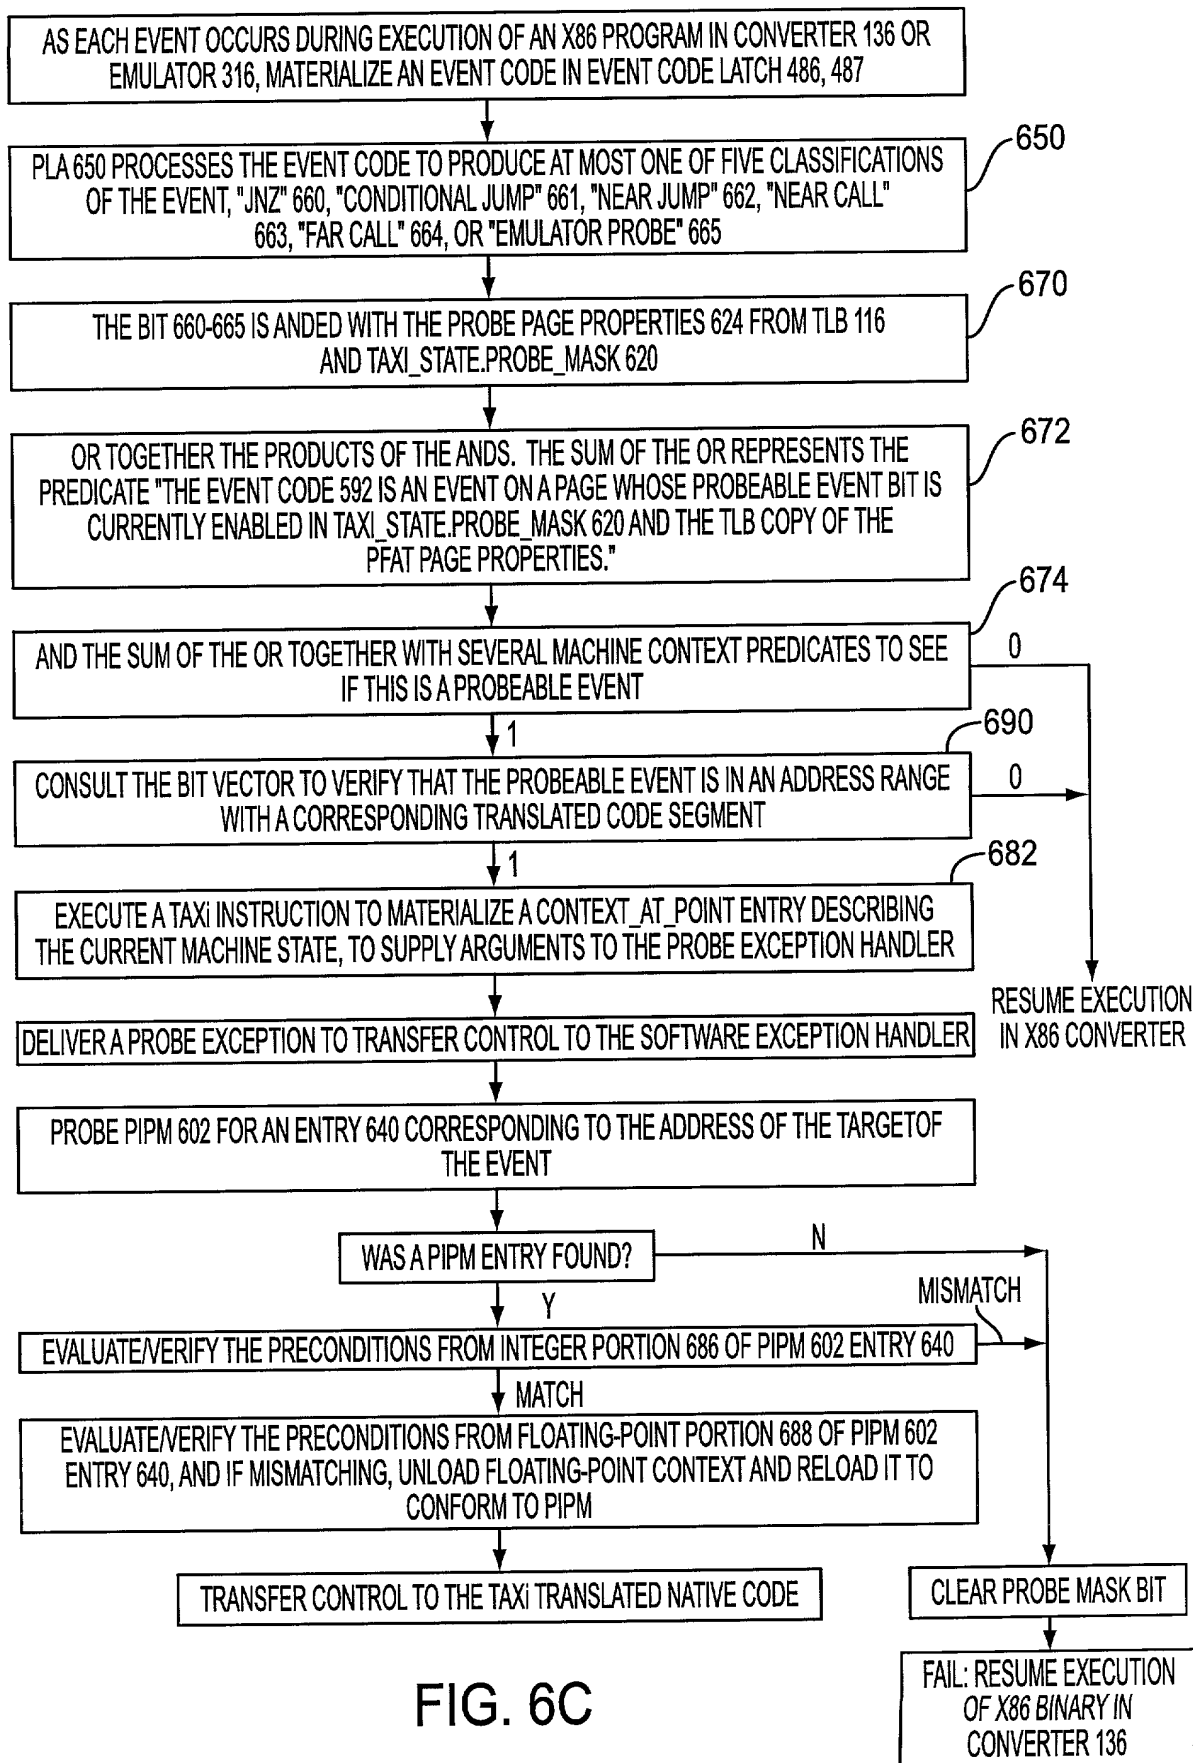 AS EACH EVENT OCCURS DURING EXECUTION OF AN X86 PROGRAM IN CONVERTER 136 OR
EMULATOR 316, MATERIALIZE AN EVENT CODE IN EVENT CODE LATCH 486, 487
650
PLA 650 PROCESSES THE EVENT CODE TO PRODUCE AT MOST ONE OF FIVE CLASSIFICATIONS
OF THE EVENT, "JNZ" 660, "CONDITIONAL JUMP" 661, "NEAR JUMP" 662, "NEAR CALL"
663, "FAR CALL" 664, OR "EMULATOR PROBE" 665
670
THE BIT 660-665 IS ANDED WITH THE PROBE PAGE PROPERTIES 624 FROM TLB 116
AND TAXI_STATE.PROBE_MASK 620
672
OR TOGETHER THE PRODUCTS OF THE ANDS. THE SUM OF THE OR REPRESENTS THE
PREDICATE "THE EVENT CODE 592 IS AN EVENT ON A PAGE WHOSE PROBEABLE EVENT BIT IS
CURRENTLY ENABLED IN TAXI_STATE.PROBE_MASK 620 AND THE TLB COPY OF THE
PFAT PAGE PROPERTIES."
674
AND THE SUM OF THE OR TOGETHER WITH SEVERAL MACHINE CONTEXT PREDICATES TO SEE
IF THIS IS A PROBEABLE EVENT
0
1
690
CONSULT THE BIT VECTOR TO VERIFY THAT THE PROBEABLE EVENT IS IN AN ADDRESS RANGE
WITH A CORRESPONDING TRANSLATED CODE SEGMENT
0
1
682
EXECUTE A TAXi INSTRUCTION TO MATERIALIZE A CONTEXT_AT_POINT ENTRY DESCRIBING
THE CURRENT MACHINE STATE, TO SUPPLY ARGUMENTS TO THE PROBE EXCEPTION HANDLER
RESUME EXECUTION
IN X86 CONVERTER
DELIVER A PROBE EXCEPTION TO TRANSFER CONTROL TO THE SOFTWARE EXCEPTION HANDLER
PROBE PIPM 602 FOR AN ENTRY 640 CORRESPONDING TO THE ADDRESS OF THE TARGETOF
THE EVENT
WAS A PIPM ENTRY FOUND?
N
Y
MISMATCH
EVALUATE/VERIFY THE PRECONDITIONS FROM INTEGER PORTION 686 OF PIPM 602 ENTRY 640
MATCH
EVALUATE/VERIFY THE PRECONDITIONS FROM FLOATING-POINT PORTION 688 OF PIPM 602
ENTRY 640, AND IF MISMATCHING, UNLOAD FLOATING-POINT CONTEXT AND RELOAD IT TO
CONFORM TO PIPM
TRANSFER CONTROL TO THE TAXi TRANSLATED NATIVE CODE
CLEAR PROBE MASK BIT
FAIL: RESUME EXECUTION
OF X86 BINARY IN
CONVERTER 136
FIG. 6C